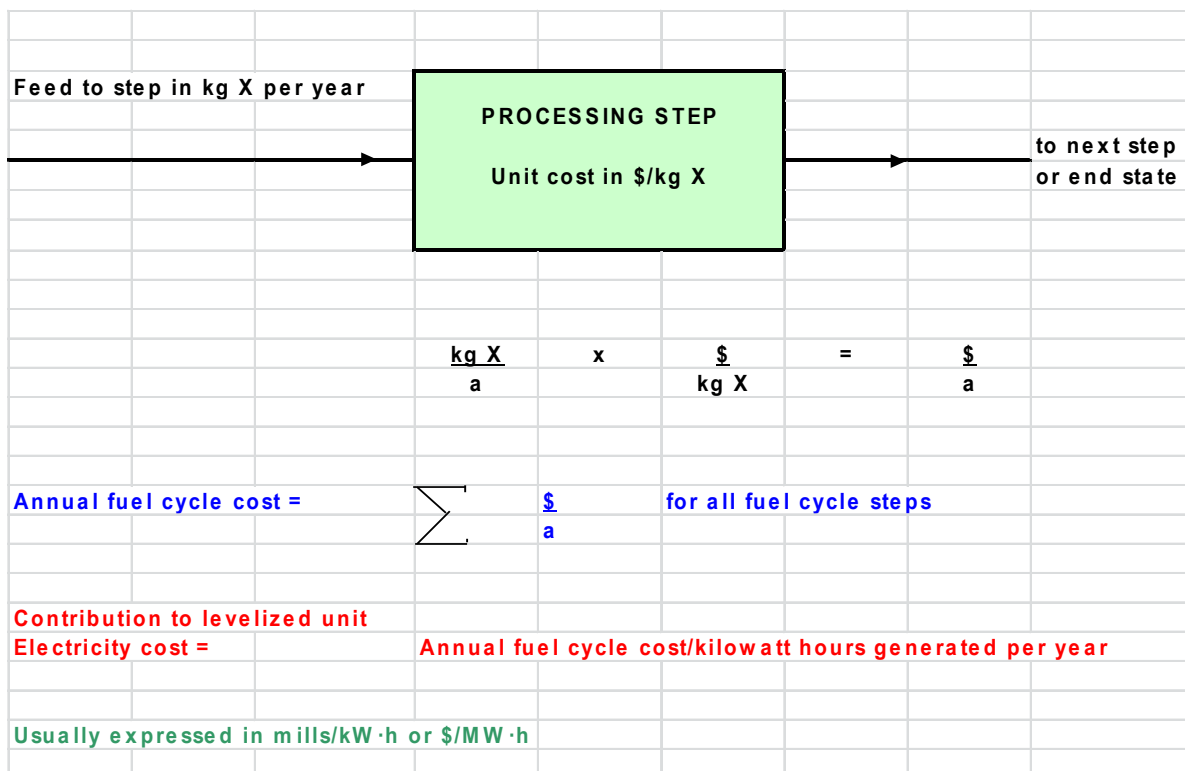 Feed to step in kg X per year
PROCESSING STEP
Unit cost in $/kg X
to next step
or end state
kg X x $ = $
a kg X a
Annual fuel cycle cost = ∑ $ for all fuel cycle steps
a
Contribution to levelized unit
Electricity cost = Annual fuel cycle cost/kilowatt hours generated per year
Usually expressed in mills/kW·h or $/MW·h